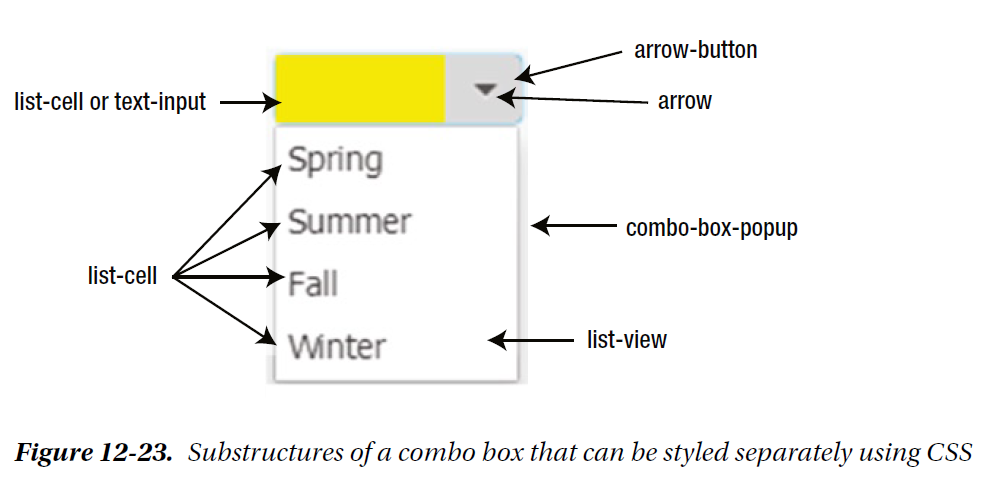 arrow-button
list-cell or text-input
arrow
Spring
Summer
combo-box-popup
list-cell
Fall
Winter
list-view
Figure 12-23. Substructures of a combo box that can be styled separately using CSS